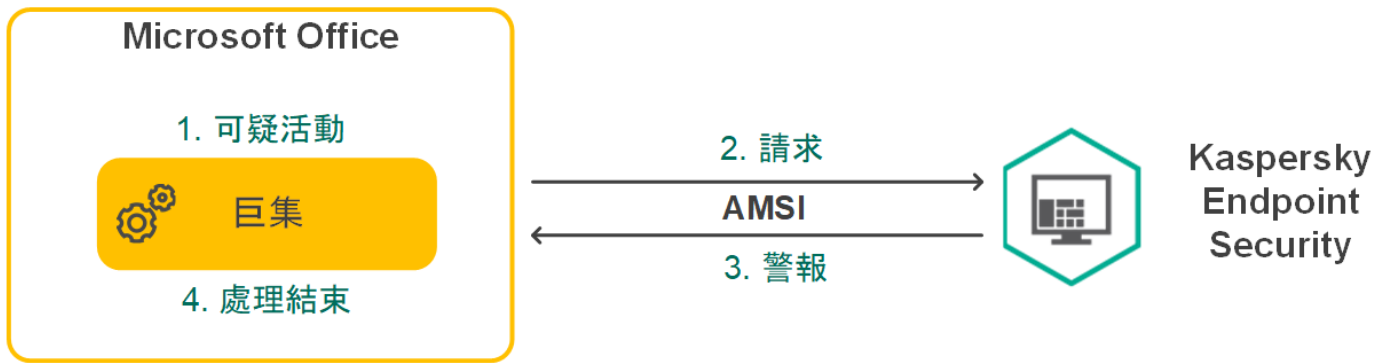 Microsoft Office
1. 可疑活動
巨集
4. 處理結束
2. 請求
AMSI
3. 警報
Kaspersky
Endpoint
Security